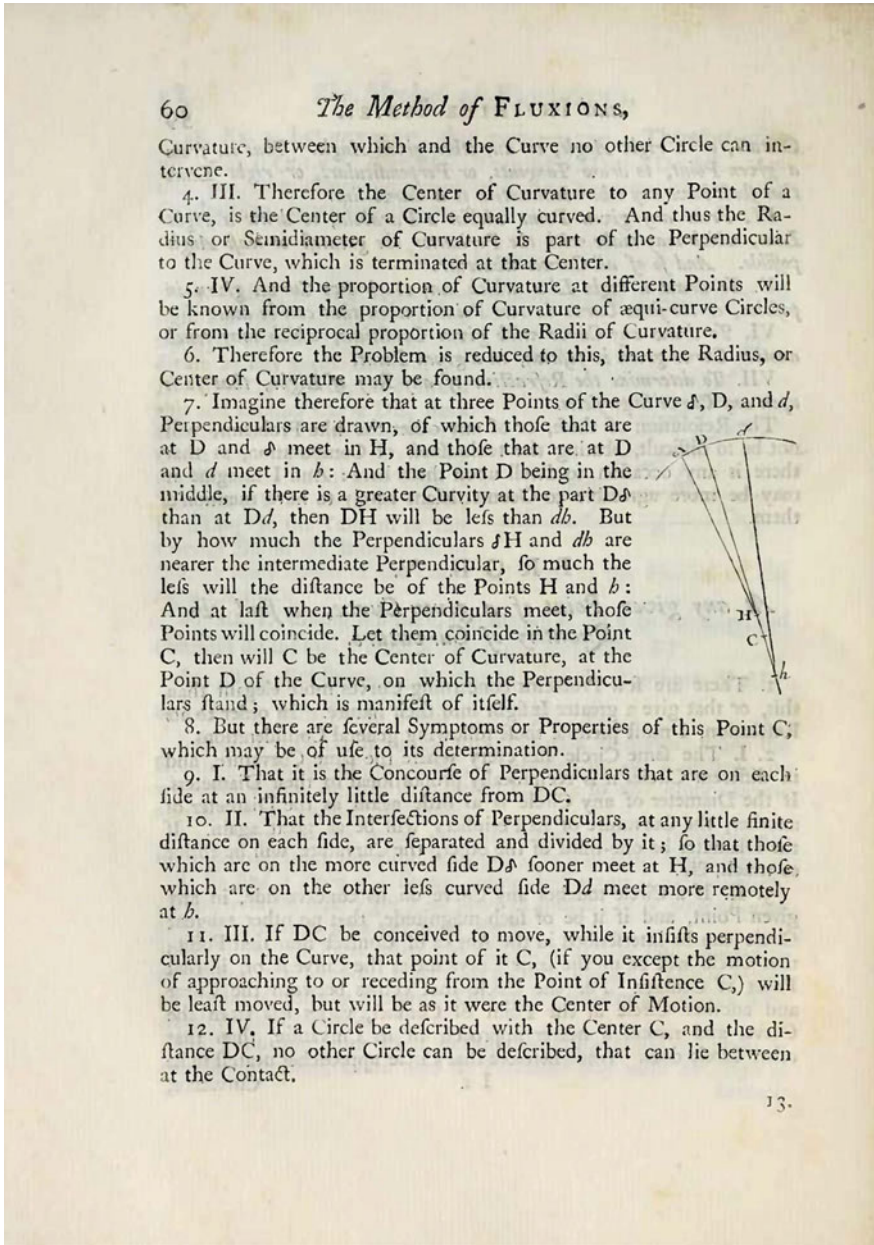 60 The Method of FLUXIONS,
Curvature, between which and the Curve no other Circle can in-
tervene.
4. III. Therefore the Center of Curvature to any Point of a
Curve, is the Center of a Circle equally curved. And thus the Ra-
dius or Semidiameter of Curvature is part of the Perpendicular
to the Curve, which is terminated at that Center.
5. IV. And the proportion of Curvature at different Points will
be known from the proportion of Curvature of æqui-curve Circles,
or from the reciprocal proportion of the Radii of Curvature.
6. Therefore the Problem is reduced to this, that the Radius, or
Center of Curvature may be found.
7. Imagine therefore that at three Points of the Curve δ, D, and d,
Perpendiculars are drawn, of which thoſe that are
at D and δ meet in H, and thoſe that are at D
and d meet in h: And the Point D being in the
middle, if there is a greater Curvity at the part Dδ
than at Dd, then DH will be leſs than dh. But
by how much the Perpendiculars δH and dh are
nearer the intermediate Perpendicular, ſo much the
leſs will the diſtance be of the Points H and h:
And at laſt when the Perpendiculars meet, thoſe
Points will coincide. Let them coincide in the Point
C, then will C be the Center of Curvature, at the
Point D of the Curve, on which the Perpendicu-
lars ſtand; which is manifeſt of itſelf.
δ D d
H
C
h
8. But there are ſeveral Symptoms or Properties of this Point C,
which may be of uſe to its determination.
9. I. That it is the Concourſe of Perpendiculars that are on each
ſide at an infinitely little diſtance from DC.
10. II. That the Interſections of Perpendiculars, at any little finite
diſtance on each ſide, are ſeparated and divided by it; ſo that thoſe
which are on the more curved ſide Dδ ſooner meet at H, and thoſe
which are on the other leſs curved ſide Dd meet more remotely
at h.
11. III. If DC be conceived to move, while it inſiſts perpendi-
cularly on the Curve, that point of it C, (if you except the motion
of approaching to or receding from the Point of Inſiſtence C,) will
be leaſt moved, but will be as it were the Center of Motion.
12. IV. If a Circle be deſcribed with the Center C, and the di-
ſtance DC, no other Circle can be deſcribed, that can lie between
at the Contact.
13.